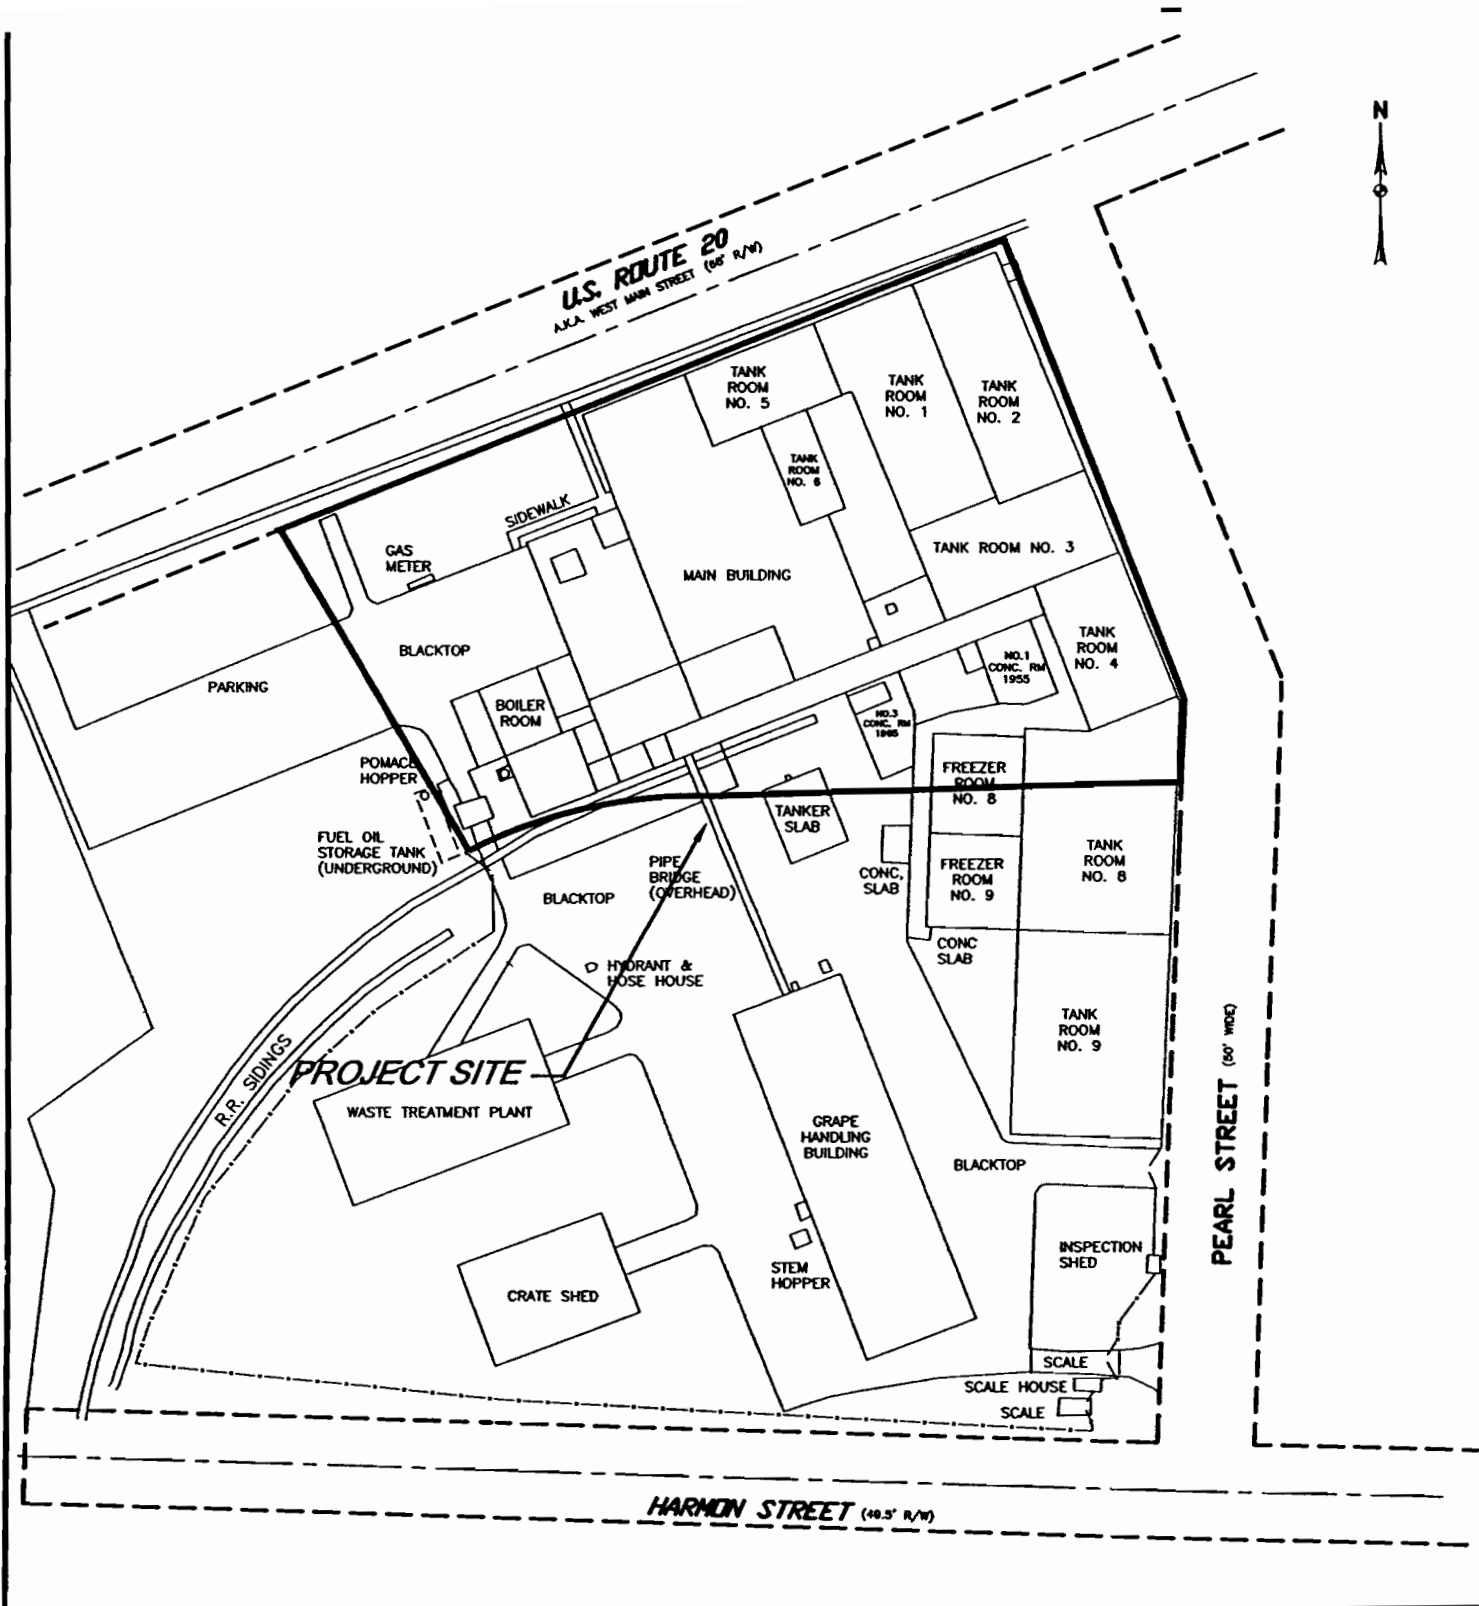 N
U.S. ROUTE 20
A.K.A. WEST MAIN STREET (66' R/W)
TANK
ROOM
NO. 5
TANK
ROOM
NO. 1
TANK
ROOM
NO. 2
TANK
ROOM
NO. 6
SIDEWALK
GAS
METER
TANK ROOM NO. 3
MAIN BUILDING
BLACKTOP
TANK
ROOM
NO. 4
NO.1
CONC. RM
1955
PARKING
BOILER
ROOM
NO.3
CONC. RM
1965
POMACE
HOPPER
FREEZER
ROOM
NO. 8
TANKER
SLAB
FUEL OIL
STORAGE TANK
(UNDERGROUND)
TANK
ROOM
NO. 8
PIPE
BRIDGE
(OVERHEAD)
CONC.
SLAB
FREEZER
ROOM
NO. 9
BLACKTOP
CONC
SLAB
HYDRANT &
HOSE HOUSE
TANK
ROOM
NO. 9
R.R. SIDINGS
PROJECT SITE
WASTE TREATMENT PLANT
GRAPE
HANDLING
BUILDING
BLACKTOP
PEARL STREET (50' WIDE)
INSPECTION
SHED
STEM
HOPPER
CRATE SHED
SCALE
SCALE HOUSE
SCALE
HARMON STREET (49.5' R/W)